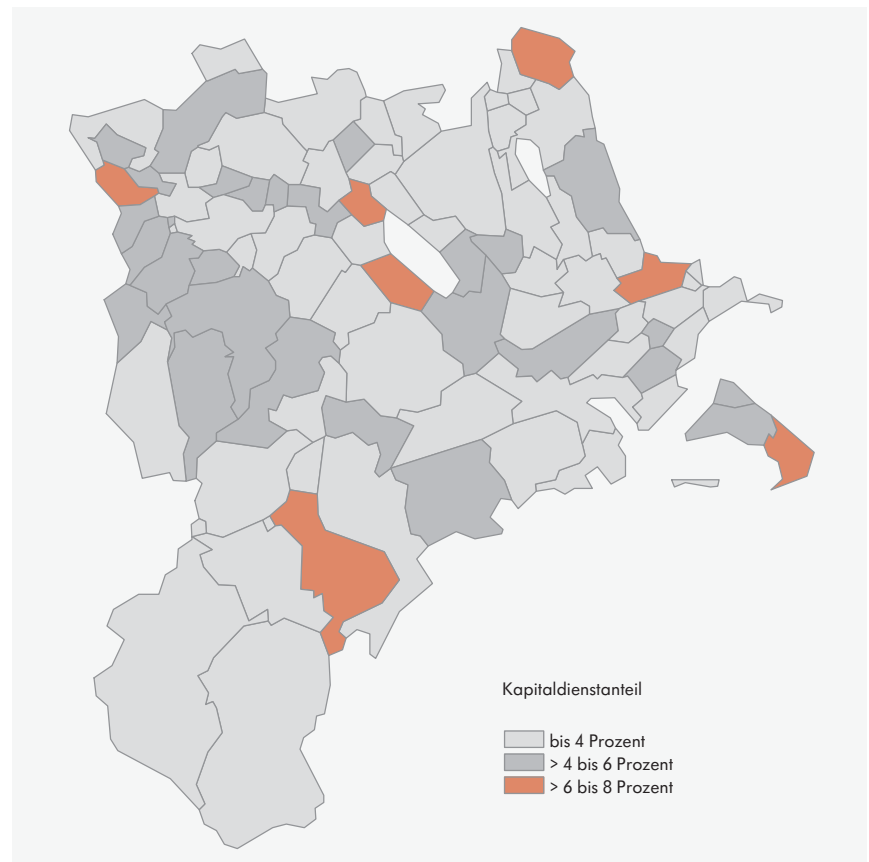 Kapitaldienstanteil
bis 4 Prozent
> 4 bis 6 Prozent
> 6 bis 8 Prozent